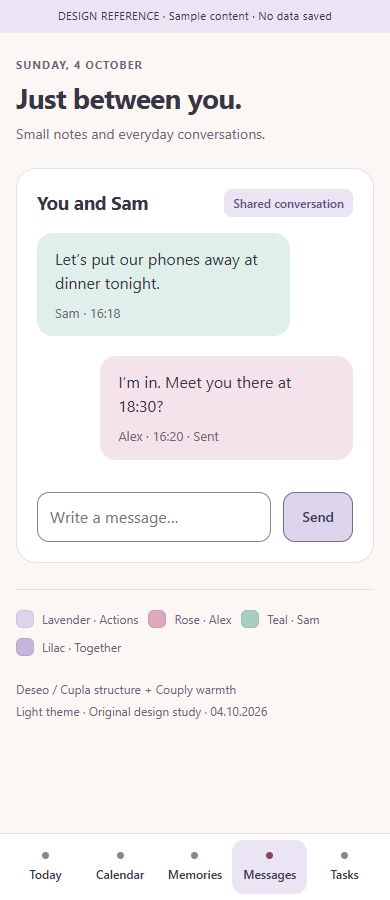 DESIGN REFERENCE · Sample content · No data saved
SUNDAY, 4 OCTOBER
Just between you.
Small notes and everyday conversations.
You and Sam
Shared conversation
Let's put our phones away at
dinner tonight.
Sam · 16:18
I'm in. Meet you there at
18:30?
Alex · 16:20 · Sent
Write a message...
Send
Lavender · Actions
Rose · Alex
Teal · Sam
Lilac · Together
Deseo / Cupla structure + Couply warmth
Light theme · Original design study · 04.10.2026
Today
Calendar
Memories
Messages
Tasks